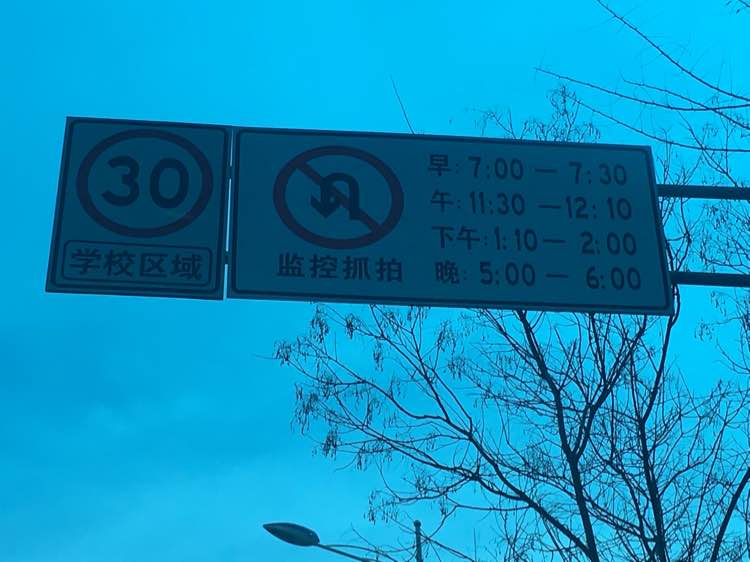 30
学校区域
监控抓拍
早: 7:00 — 7:30
午: 11:30 —12:10
下午: 1:10 — 2:00
晚: 5:00 — 6:00